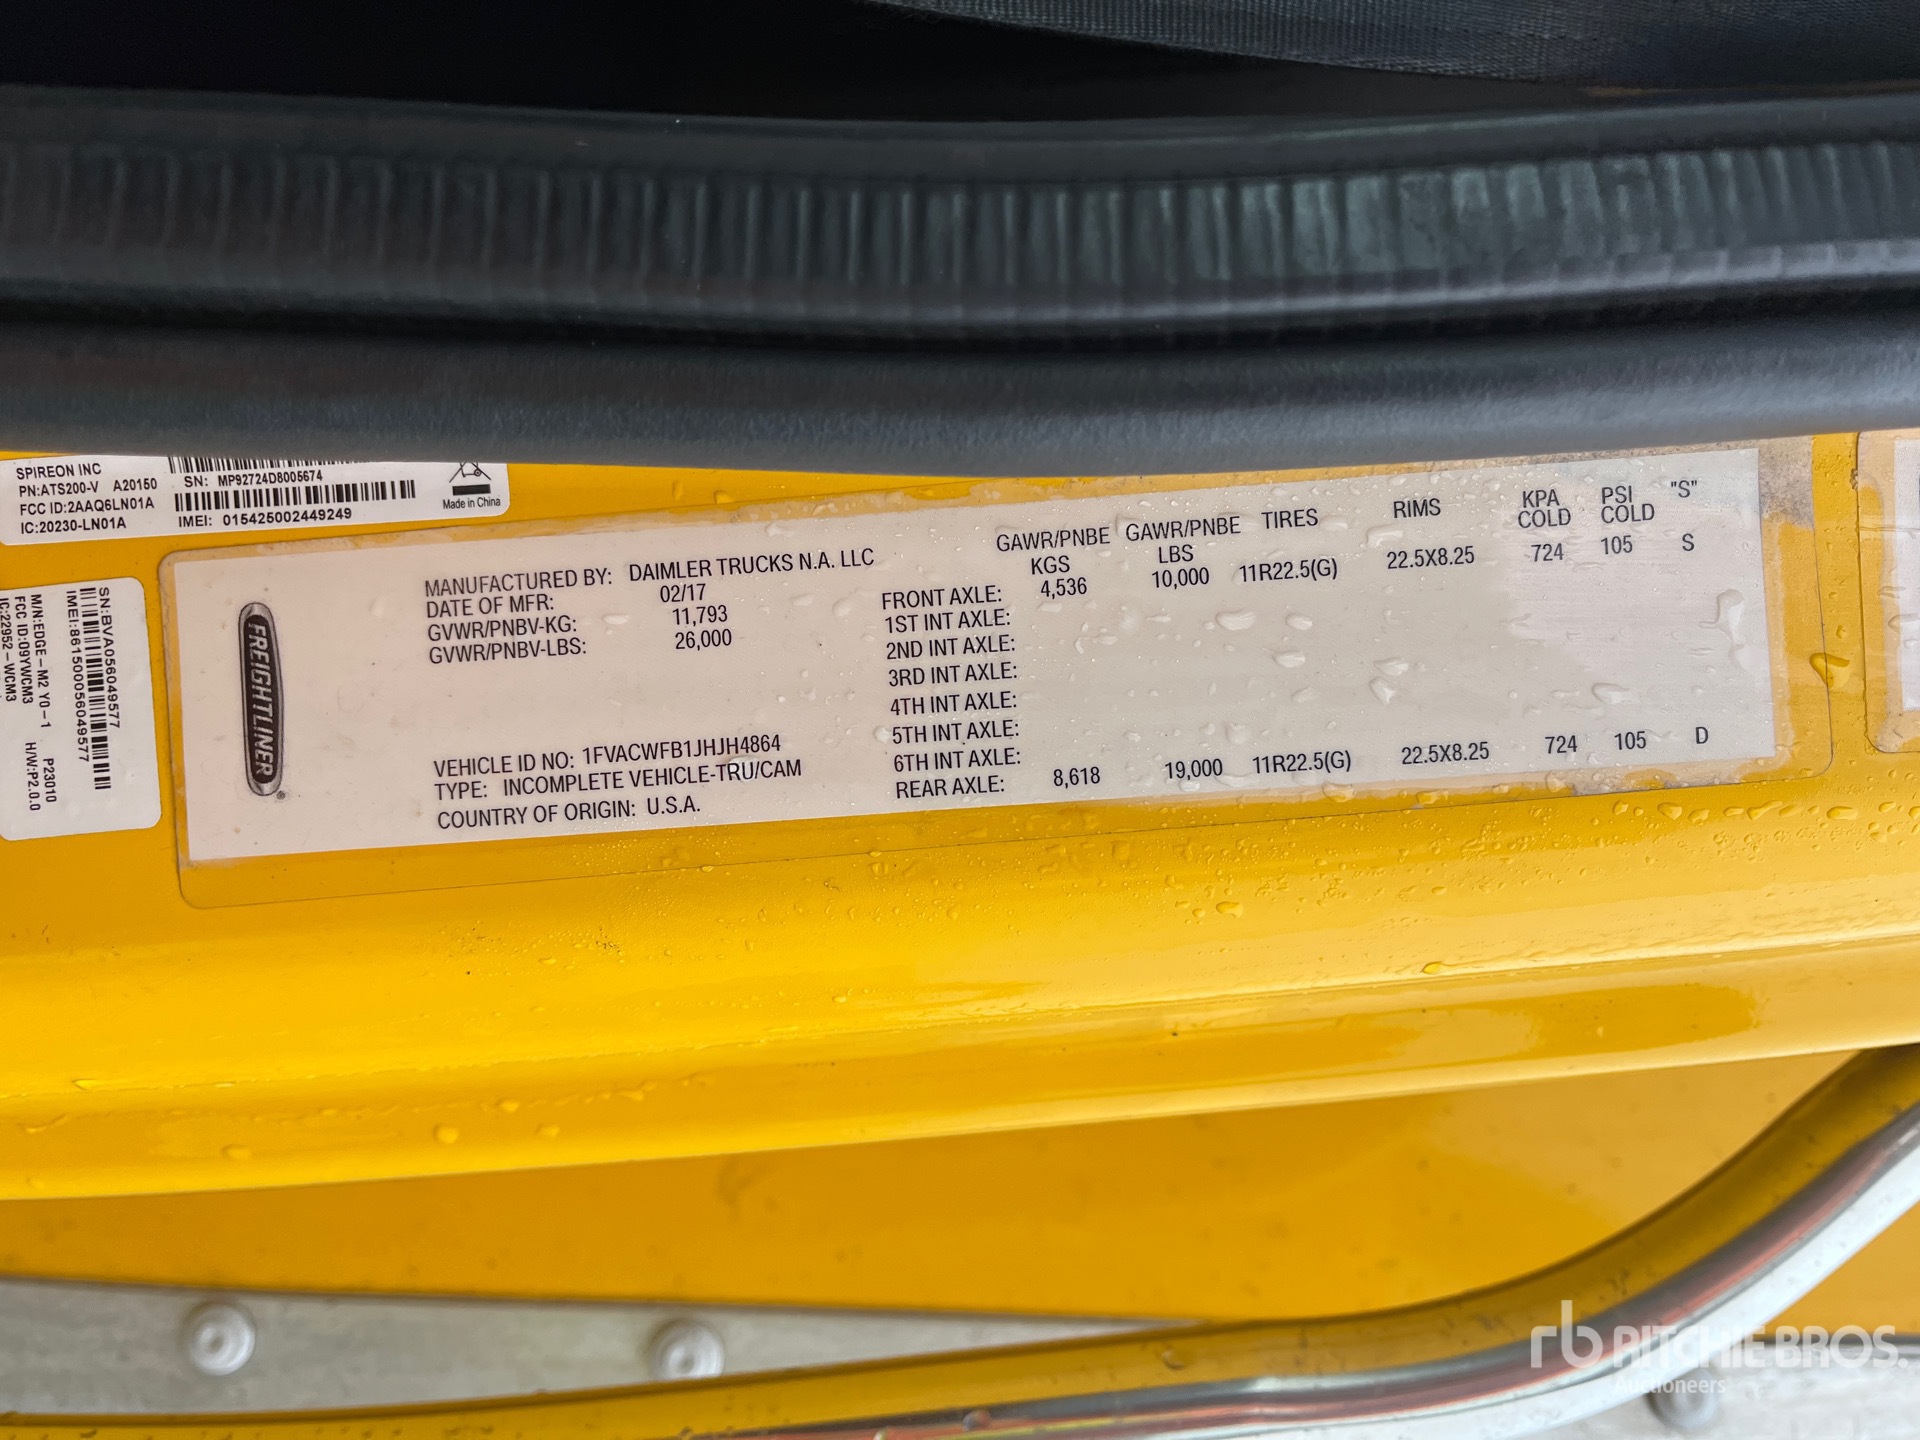 SPIREON INC
PN:ATS200-V A20150
FCC ID:2AAQ6LN01A
IC:20230-LN01A
SN: MP92724D8005674
IMEI: 015425002449249
Made in China
SN:BVA056049577
IMEI:861500056049577
M/N:EDGE-M2 Y0-1 P23010
FCC ID:O9YWCM3 H/W:P2.0.0
IC:22952-WCM3
FREIGHTLINER
MANUFACTURED BY: DAIMLER TRUCKS N.A. LLC
DATE OF MFR: 02/17
GVWR/PNBV-KG: 11,793
GVWR/PNBV-LBS: 26,000
VEHICLE ID NO: 1FVACWFB1JHJH4864
TYPE: INCOMPLETE VEHICLE-TRU/CAM
COUNTRY OF ORIGIN: U.S.A.
GAWR/PNBE KGS GAWR/PNBE LBS TIRES RIMS KPA COLD PSI COLD "S"
FRONT AXLE: 4,536 10,000 11R22.5(G) 22.5X8.25 724 105 S
1ST INT AXLE:
2ND INT AXLE:
3RD INT AXLE:
4TH INT AXLE:
5TH INT AXLE:
6TH INT AXLE:
REAR AXLE: 8,618 19,000 11R22.5(G) 22.5X8.25 724 105 D
rb RITCHIE BROS.
Auctioneers